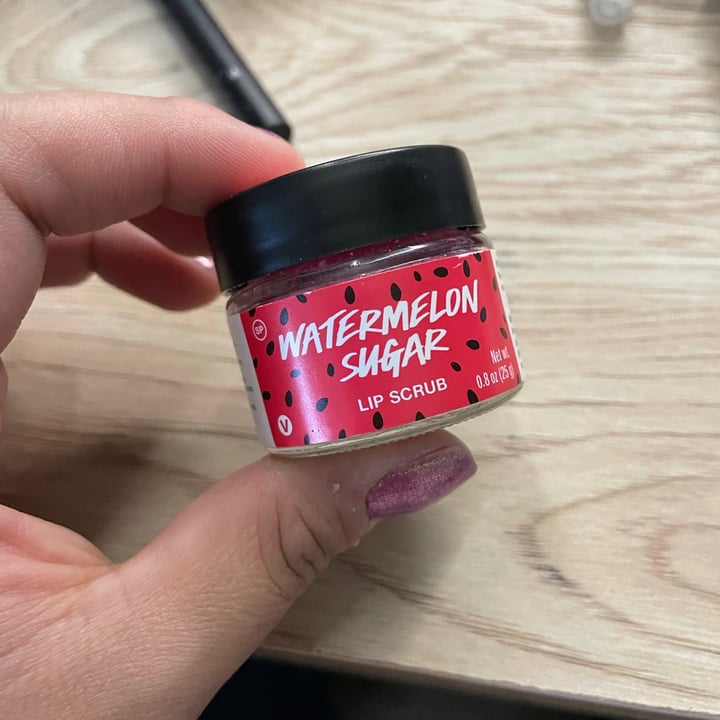 SP
WATERMELON
SUGAR
LIP SCRUB
Net wt.
0.8 oz (25 g)
V